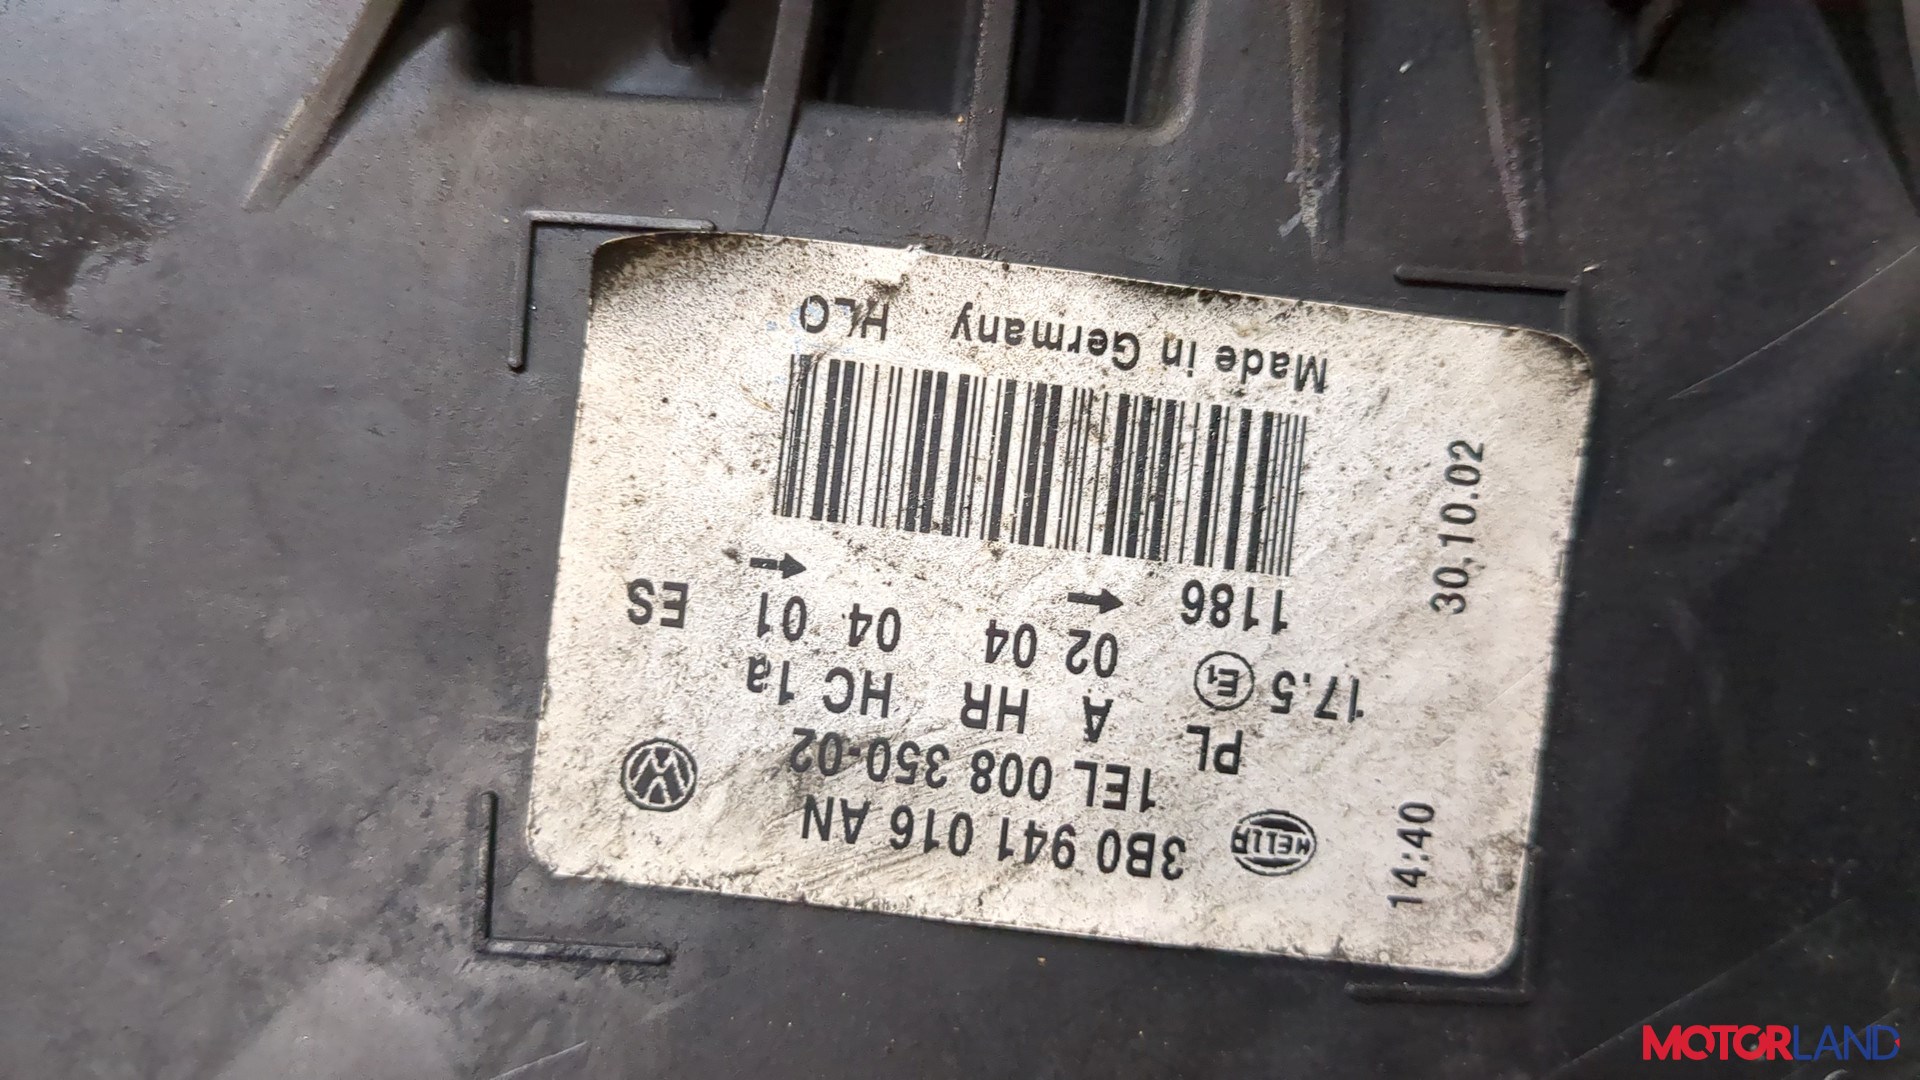 3B0 941 016 AN
HELLA
1EL 008 350-02
PL A HR HC 1a
17.5 E1 02 04 04 01
1186 → → ES
Made in Germany HLO
14:40 30.10.02
MOTORLAND